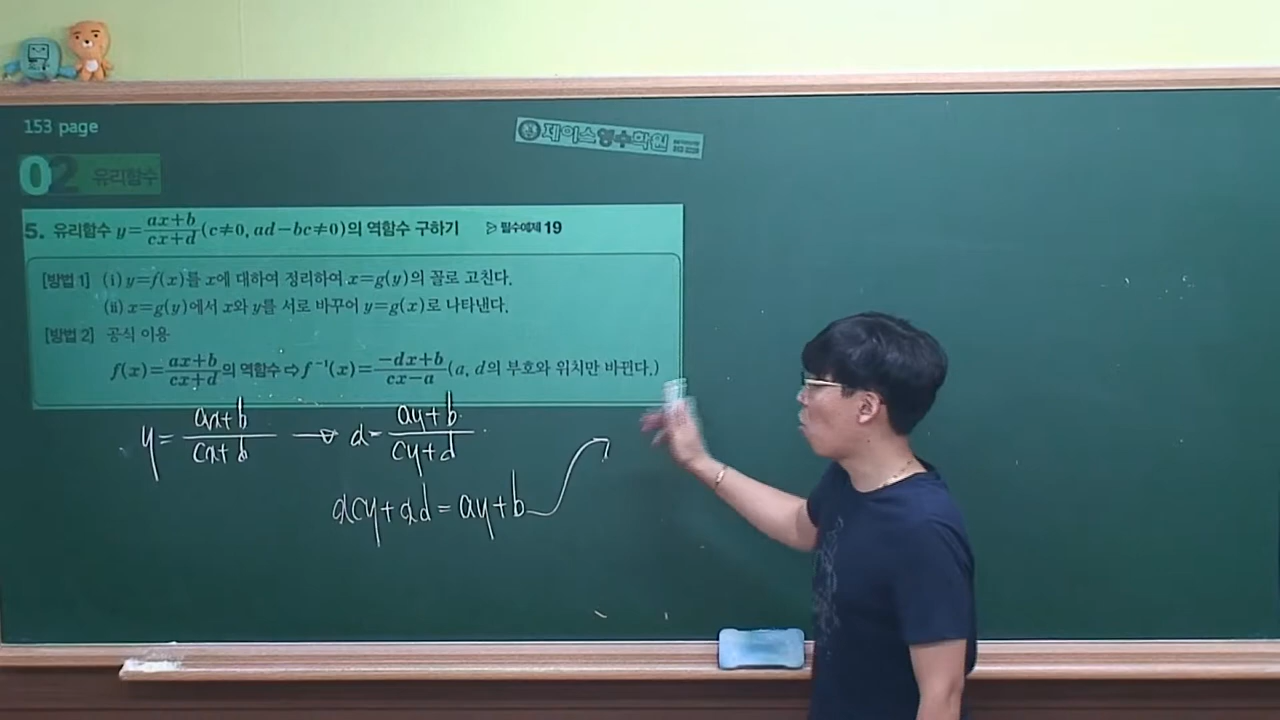 153 page
제이스영수학원
02 유리함수
5. 유리함수 y=\frac{ax+b}{cx+d}(c≠0, ad-bc≠0)의 역함수 구하기 ▷ 필수예제 19
[방법 1] (ⅰ) y=f(x)를 x에 대하여 정리하여 x=g(y)의 꼴로 고친다.
(ⅱ) x=g(y)에서 x와 y를 서로 바꾸어 y=g(x)로 나타낸다.
[방법 2] 공식 이용
f(x)=\frac{ax+b}{cx+d}의 역함수 ⇨ f⁻¹(x)=\frac{-dx+b}{cx-a}(a, d의 부호와 위치만 바뀐다.)
y=\frac{ax+b}{cx+d} → x=\frac{ay+b}{cy+d}
xcy+xd=ay+b